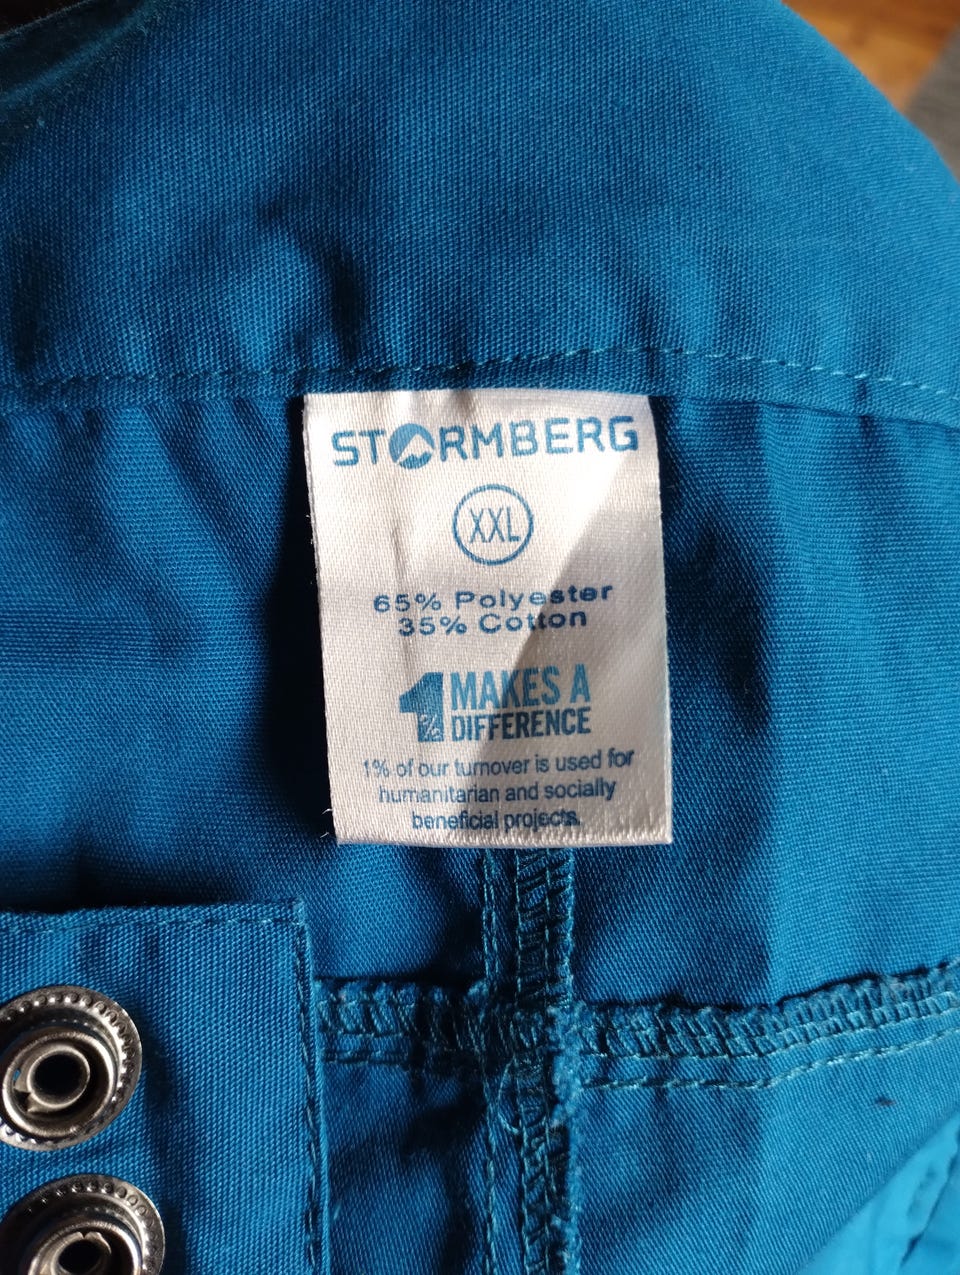 STORMBERG
XXL
65% Polyester
35% Cotton
1% MAKES A
DIFFERENCE
1% of our turnover is used for
humanitarian and socially
beneficial projects.